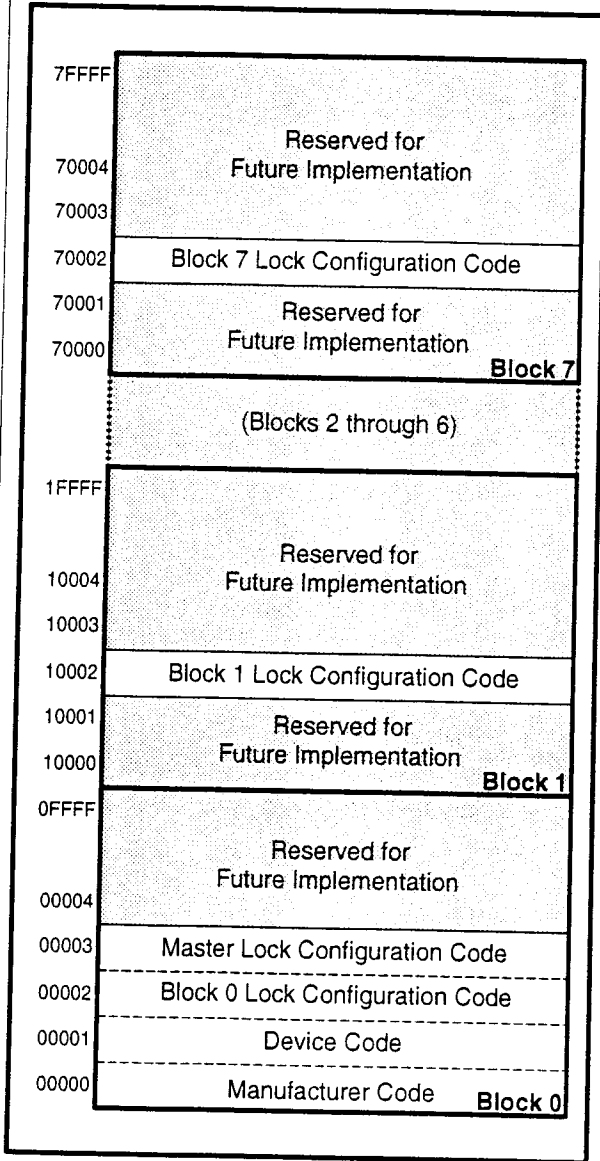 7FFFF
Reserved for
70004 Future Implementation
70003
70002 Block 7 Lock Configuration Code
70001 Reserved for
70000 Future Implementation
Block 7
(Blocks 2 through 6)
1FFFF
Reserved for
10004 Future Implementation
10003
10002 Block 1 Lock Configuration Code
10001 Reserved for
10000 Future Implementation
Block 1
0FFFF
Reserved for
Future Implementation
00004
00003 Master Lock Configuration Code
00002 Block 0 Lock Configuration Code
00001 Device Code
00000 Manufacturer Code Block 0